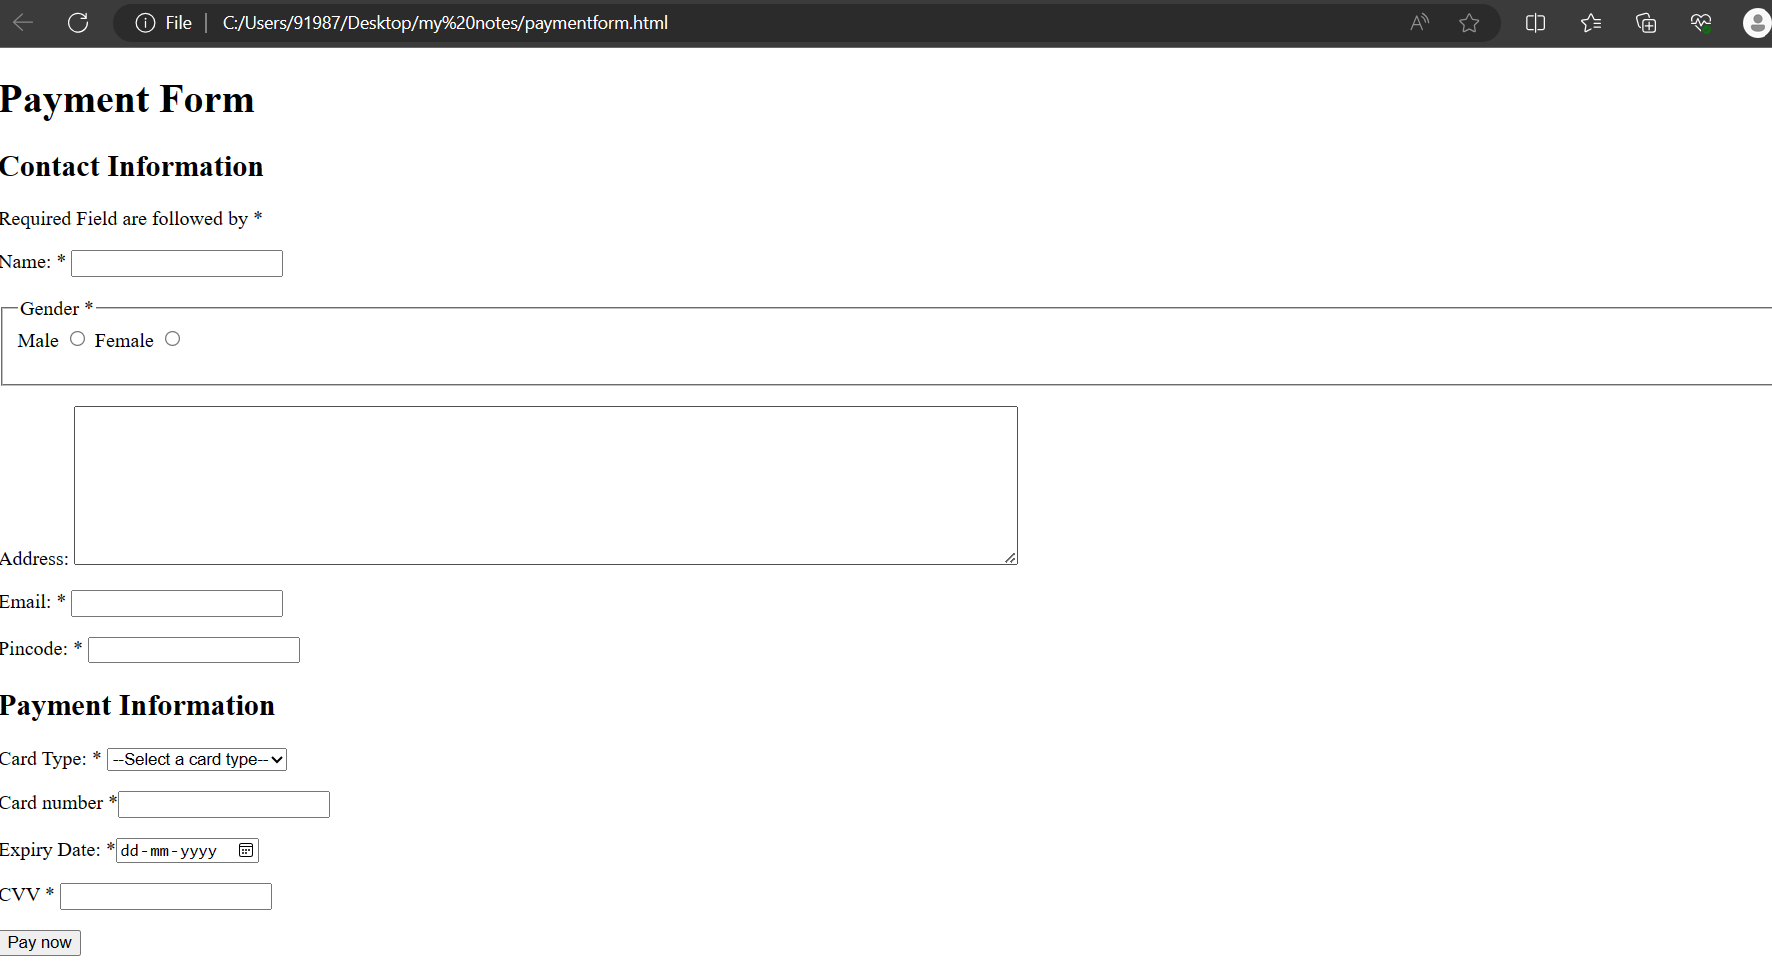 File C:/Users/91987/Desktop/my%20notes/paymentform.html
Payment Form
Contact Information
Required Field are followed by *
Name: *
Gender *
Male Female
Address:
Email: *
Pincode: *
Payment Information
Card Type: * --Select a card type--
Card number *
Expiry Date: * dd-mm-yyyy
CVV *
Pay now